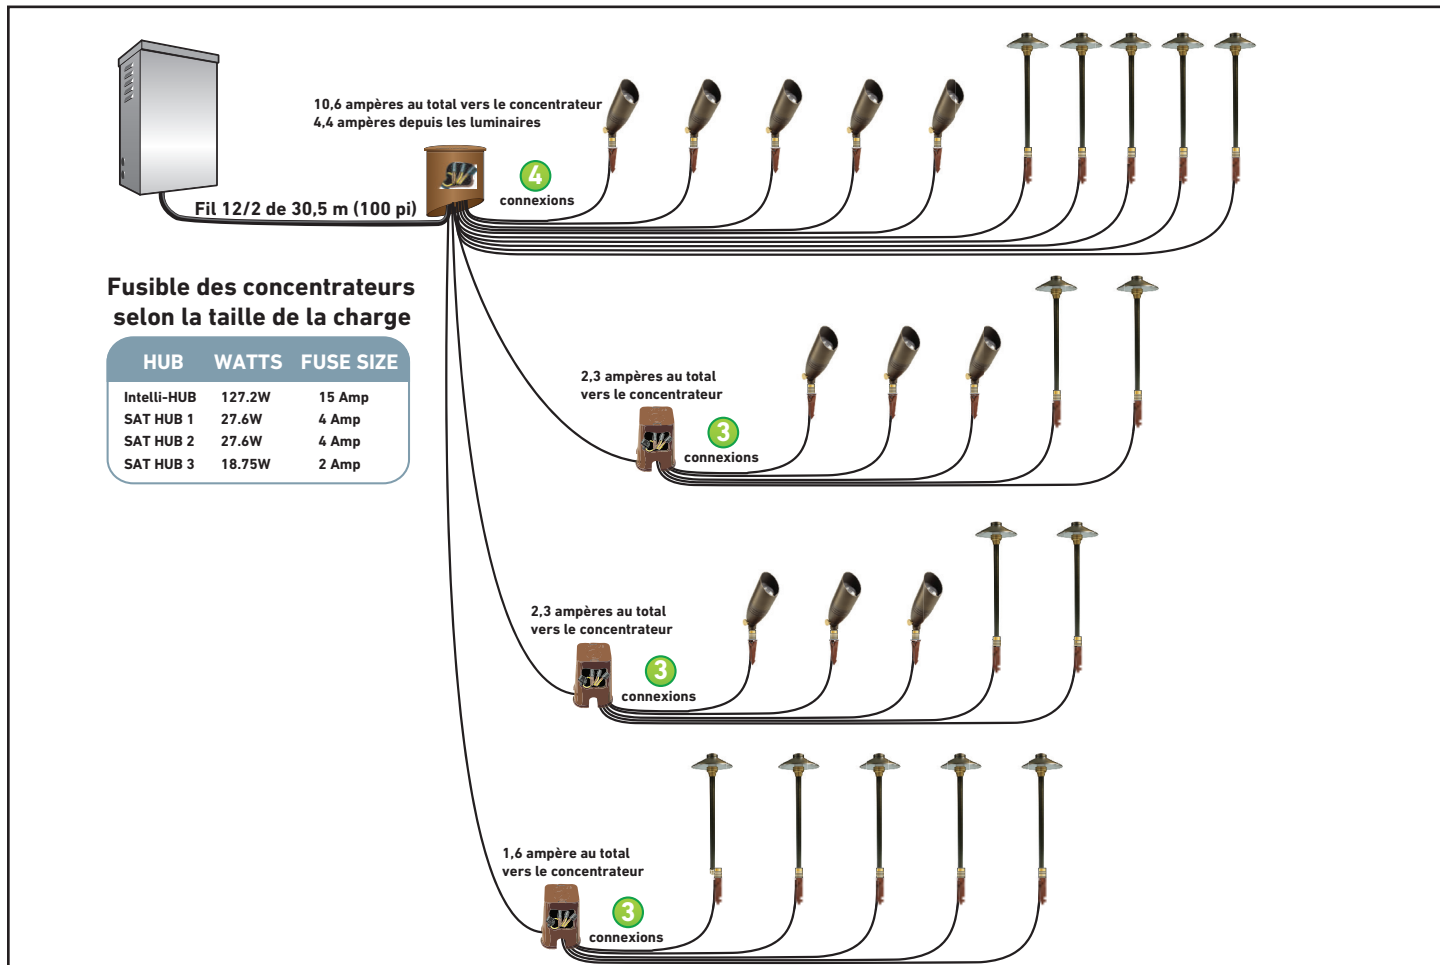 10,6 ampères au total vers le concentrateur
4,4 ampères depuis les luminaires
4
connexions
Fil 12/2 de 30,5 m (100 pi)
Fusible des concentrateurs
selon la taille de la charge
HUB WATTS FUSE SIZE
Intelli-HUB 127.2W 15 Amp
SAT HUB 1 27.6W 4 Amp
SAT HUB 2 27.6W 4 Amp
SAT HUB 3 18.75W 2 Amp
2,3 ampères au total
vers le concentrateur
3
connexions
2,3 ampères au total
vers le concentrateur
3
connexions
1,6 ampère au total
vers le concentrateur
3
connexions